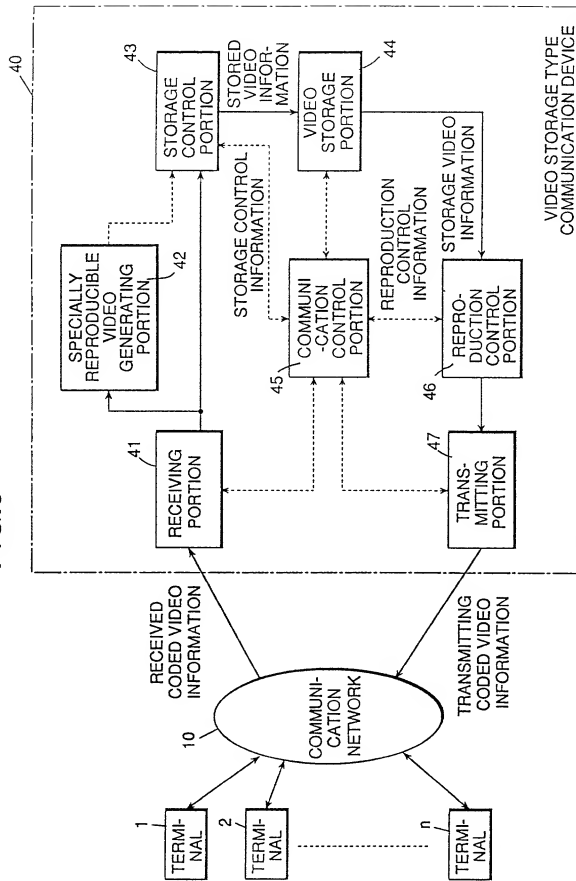 40
43
STORAGE
CONTROL
PORTION
STORED
VIDEO
INFOR-
MATION
44
VIDEO
STORAGE
PORTION
SPECIALLY
REPRODUCIBLE
VIDEO
GENERATING
PORTION
42
STORAGE CONTROL
INFORMATION
REPRODUCTION
CONTROL
INFORMATION
STORAGE VIDEO
INFORMATION
VIDEO STORAGE TYPE
COMMUNICATION DEVICE
45
COMMUNI
-CATION
CONTROL
PORTION
46
REPRO-
DUCTION
CONTROL
PORTION
41
RECEIVING
PORTION
47
TRANS-
MITTING
PORTION
RECEIVED
CODED VIDEO
INFORMATION
TRANSMITTING
CODED VIDEO
INFORMATION
10
COMMUNI-
CATION
NETWORK
1
TERMI-
NAL
2
TERMI-
NAL
n
TERMI-
NAL